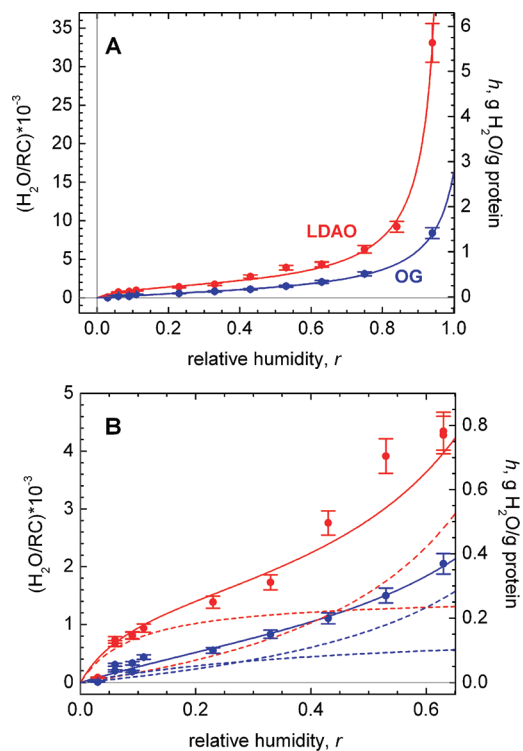 A
35
30
25
20
15
10
5
0
(H₂O/RC)*10⁻³
6
5
4
3
2
1
0
h, g H₂O/g protein
LDAO
OG
0.0 0.2 0.4 0.6 0.8 1.0
relative humidity, r
B
5
4
3
2
1
0
(H₂O/RC)*10⁻³
0.8
0.6
0.4
0.2
0.0
h, g H₂O/g protein
0.0 0.2 0.4 0.6
relative humidity, r